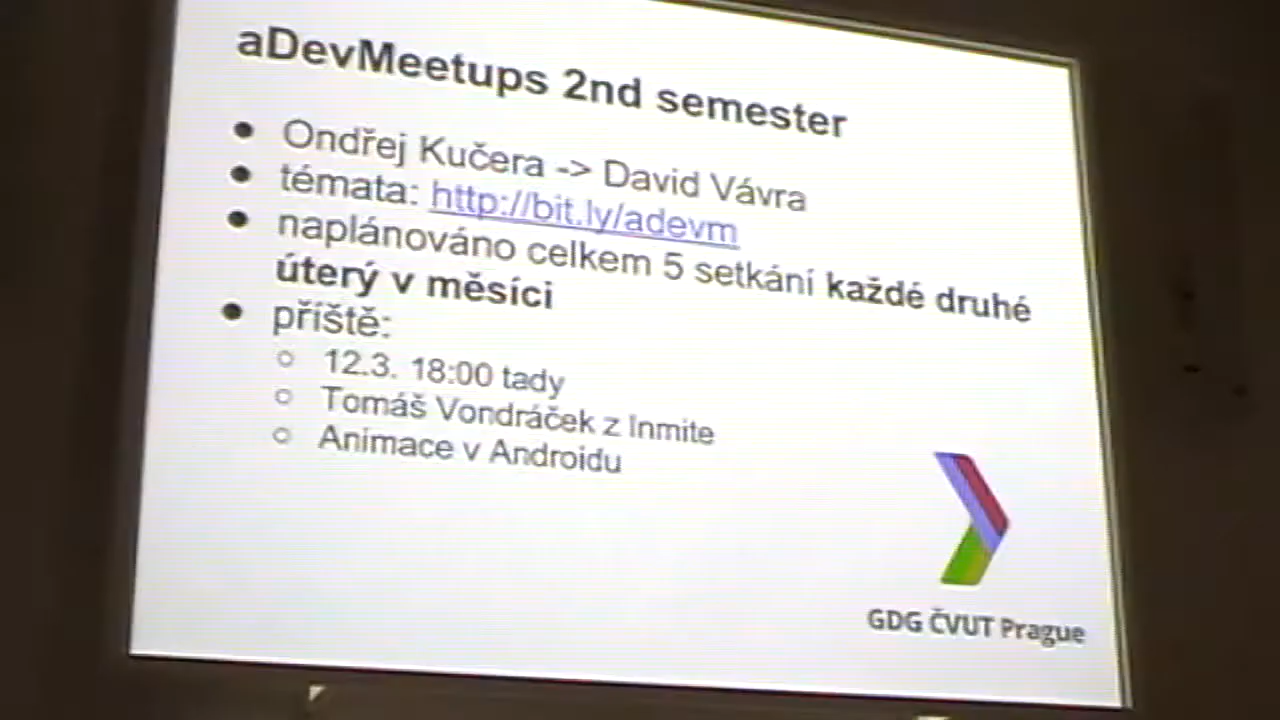 aDevMeetups 2nd semester
● Ondřej Kučera -> David Vávra
● témata: http://bit.ly/adevm
● naplánováno celkem 5 setkání každé druhé
úterý v měsíci
● příště:
○ 12.3. 18:00 tady
○ Tomáš Vondráček z Inmite
○ Animace v Androidu
GDG ČVUT Prague